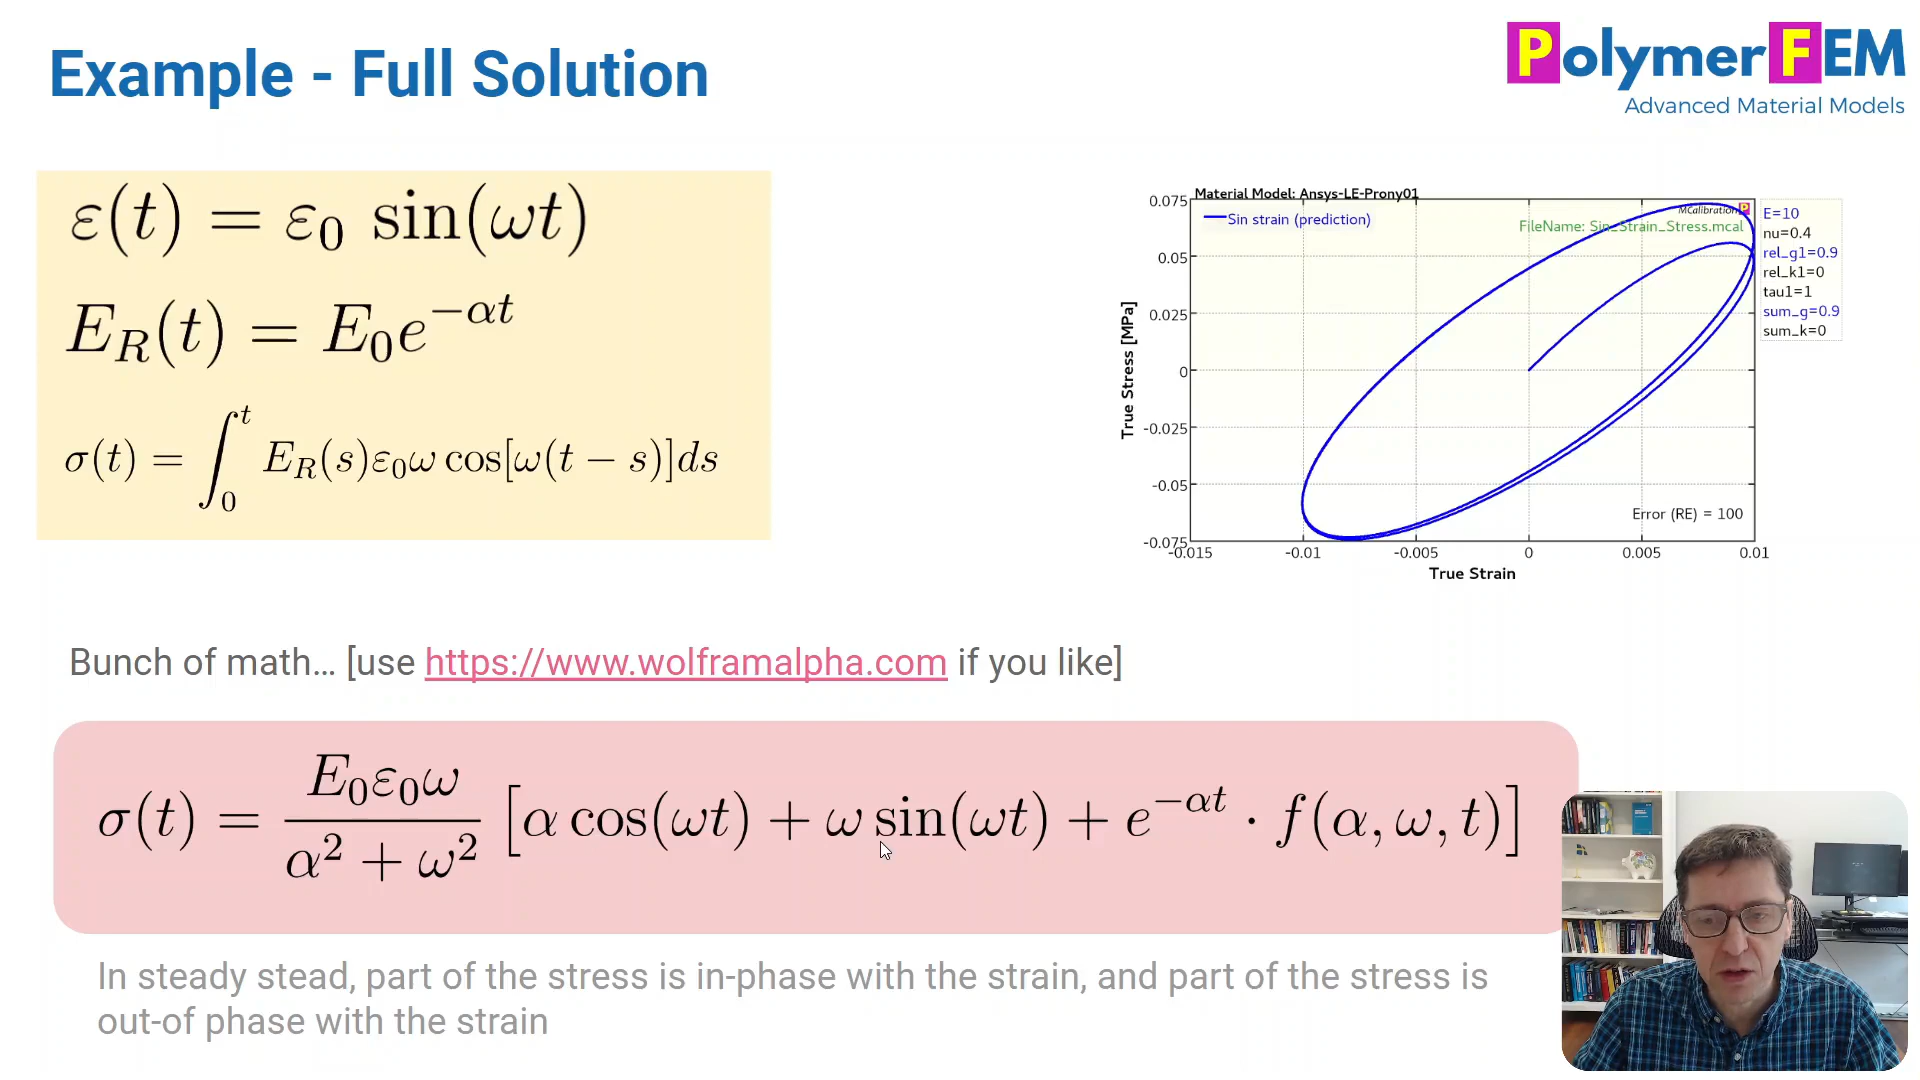 Example - Full Solution
PolymerFEM
Advanced Material Models
ε(t) = ε₀ sin(ωt)
E_R(t) = E₀e^{−αt}
σ(t) = ∫₀ᵗ E_R(s)ε₀ω cos[ω(t − s)]ds
Material Model: Ansys-LE-Prony01
Sin strain (prediction)
MCalibration P
FileName: Sin_Strain_Stress.mcal
E=10
nu=0.4
rel_g1=0.9
rel_k1=0
tau1=1
sum_g=0.9
sum_k=0
0.075
0.05
0.025
0
-0.025
-0.05
-0.075
True Stress [MPa]
Error (RE) = 100
-0.015 -0.01 -0.005 0 0.005 0.01
True Strain
Bunch of math... [use https://www.wolframalpha.com if you like]
σ(t) = \frac{E₀ε₀ω}{α² + ω²} [α cos(ωt) + ω sin(ωt) + e^{−αt} · f(α, ω, t)]
In steady stead, part of the stress is in-phase with the strain, and part of the stress is
out-of phase with the strain